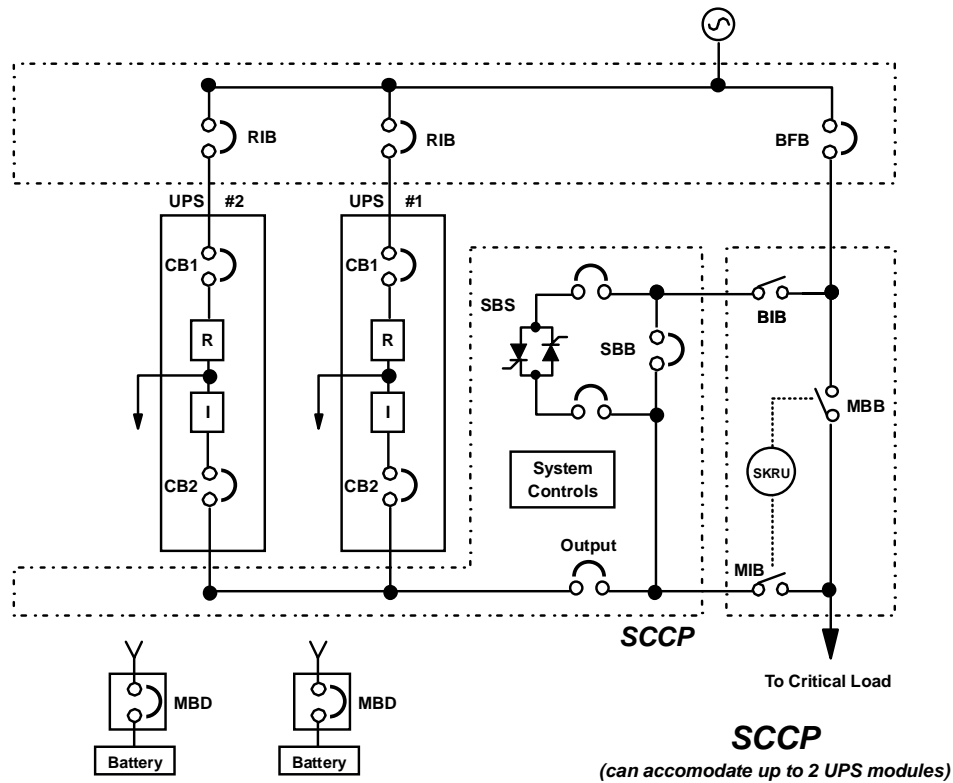 RIB
RIB
BFB
UPS #2
UPS #1
CB1
CB1
SBS
SBB
BIB
R
R
I
I
MBB
CB2
CB2
System
Controls
SKRU
Output
MIB
SCCP
MBD
MBD
To Critical Load
Battery
Battery
SCCP
(can accomodate up to 2 UPS modules)